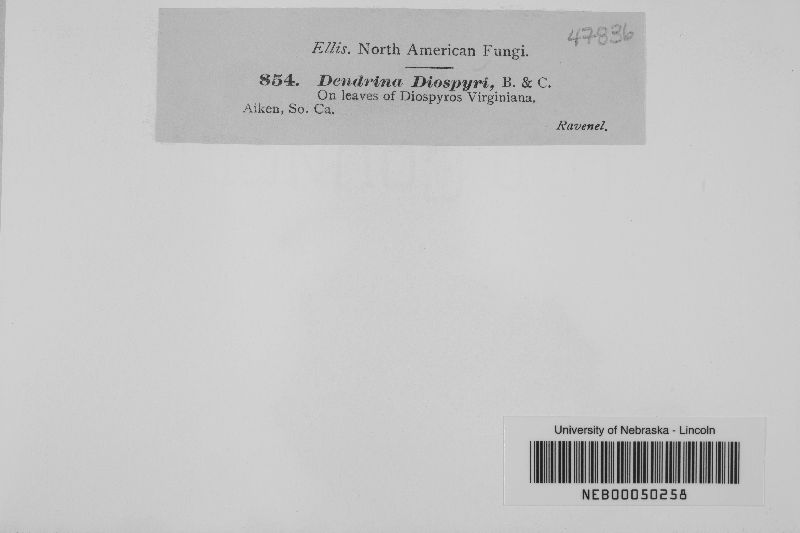 47836
Ellis. North American Fungi.
854. Dendrina Diospyri, B. & C.
On leaves of Diospyros Virginiana,
Aiken, So. Ca.
Ravenel.
University of Nebraska - Lincoln
NEB00050258